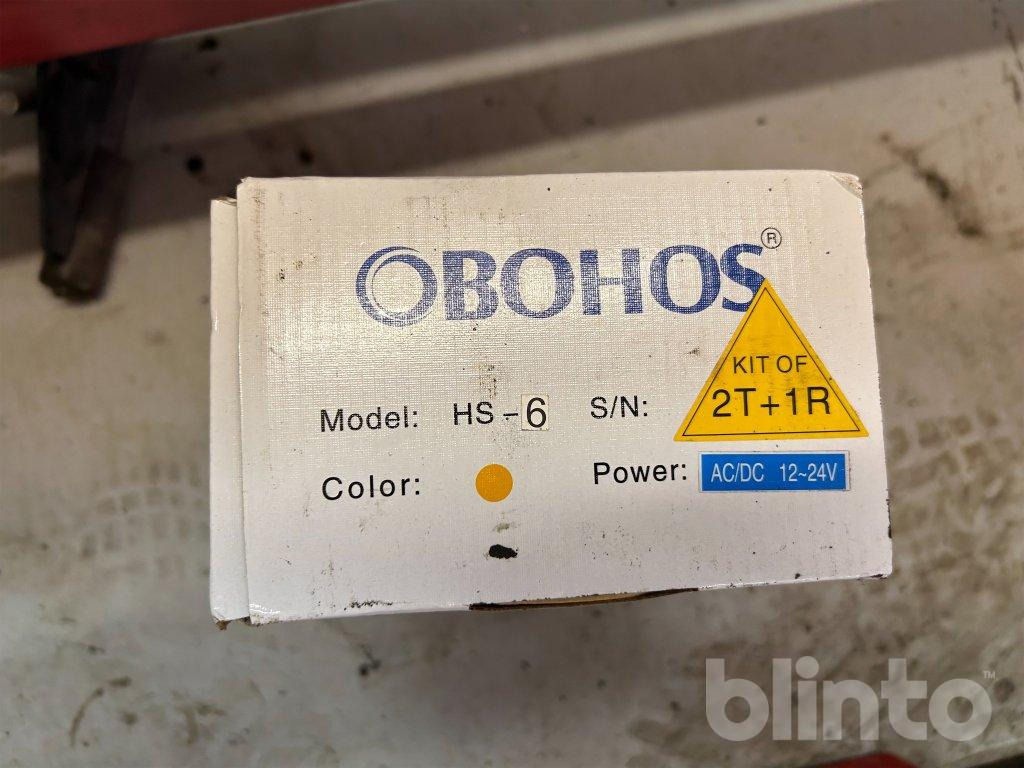 OBOHOS®
KIT OF
2T+1R
Model: HS-6 S/N:
Color:
Power: AC/DC 12~24V
blinto™